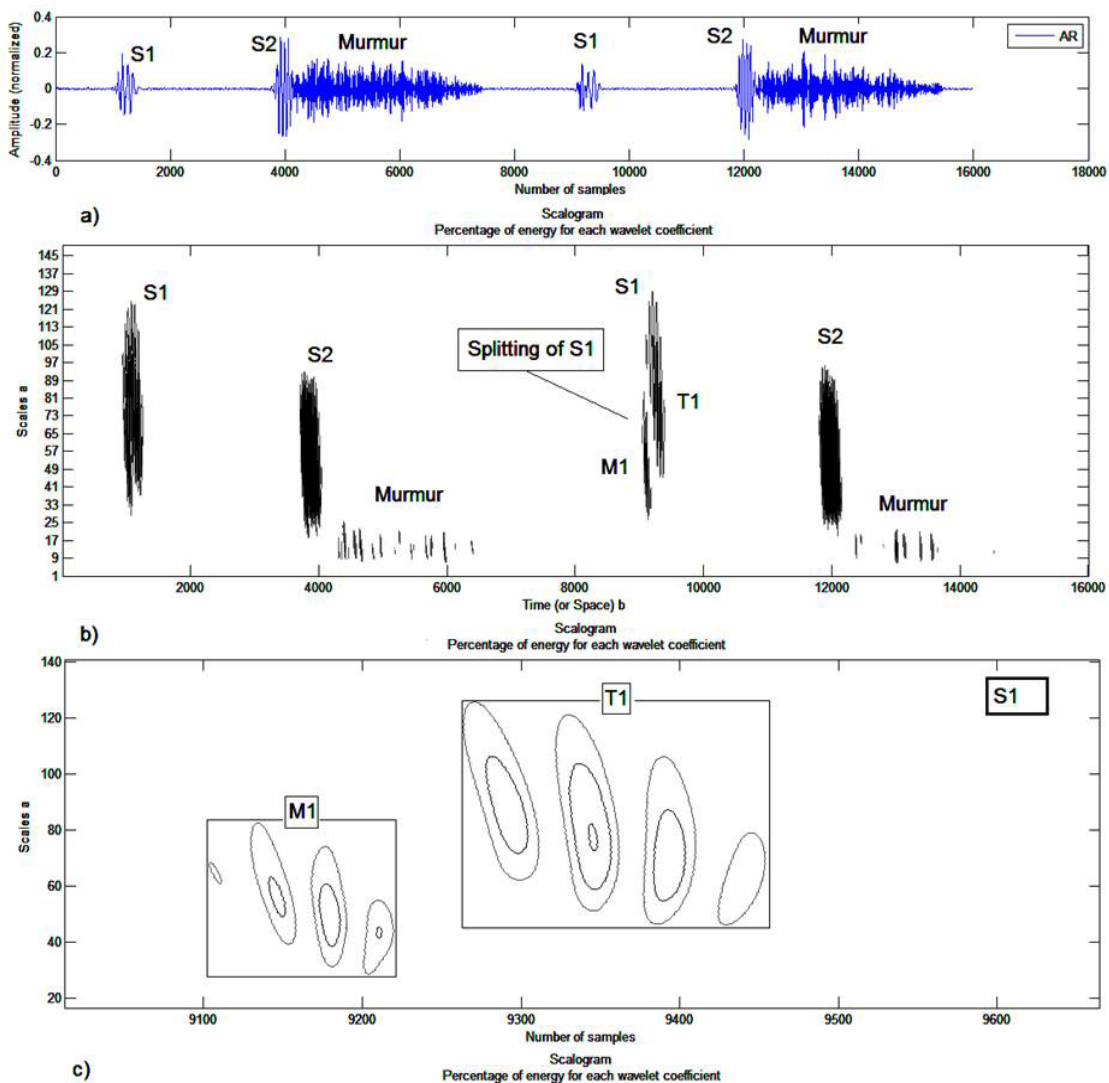 0.4
0.2
0
-0.2
-0.4
Amplitude (normalized)
S1
S2
Murmur
S1
S2
Murmur
AR
0 2000 4000 6000 8000 10000 12000 14000 16000 18000
Number of samples
a)
Scalogram
Percentage of energy for each wavelet coefficient
145
137
129
121
113
105
97
89
81
73
65
57
49
41
33
25
17
9
1
Scales a
S1
S2
Murmur
Splitting of S1
S1
T1
M1
S2
Murmur
2000 4000 6000 8000 10000 12000 14000 16000
Time (or Space) b
b)
Scalogram
Percentage of energy for each wavelet coefficient
140
120
100
80
60
40
20
Scales a
M1
T1
S1
9100 9200 9300 9400 9500 9600
Number of samples
c)
Scalogram
Percentage of energy for each wavelet coefficient